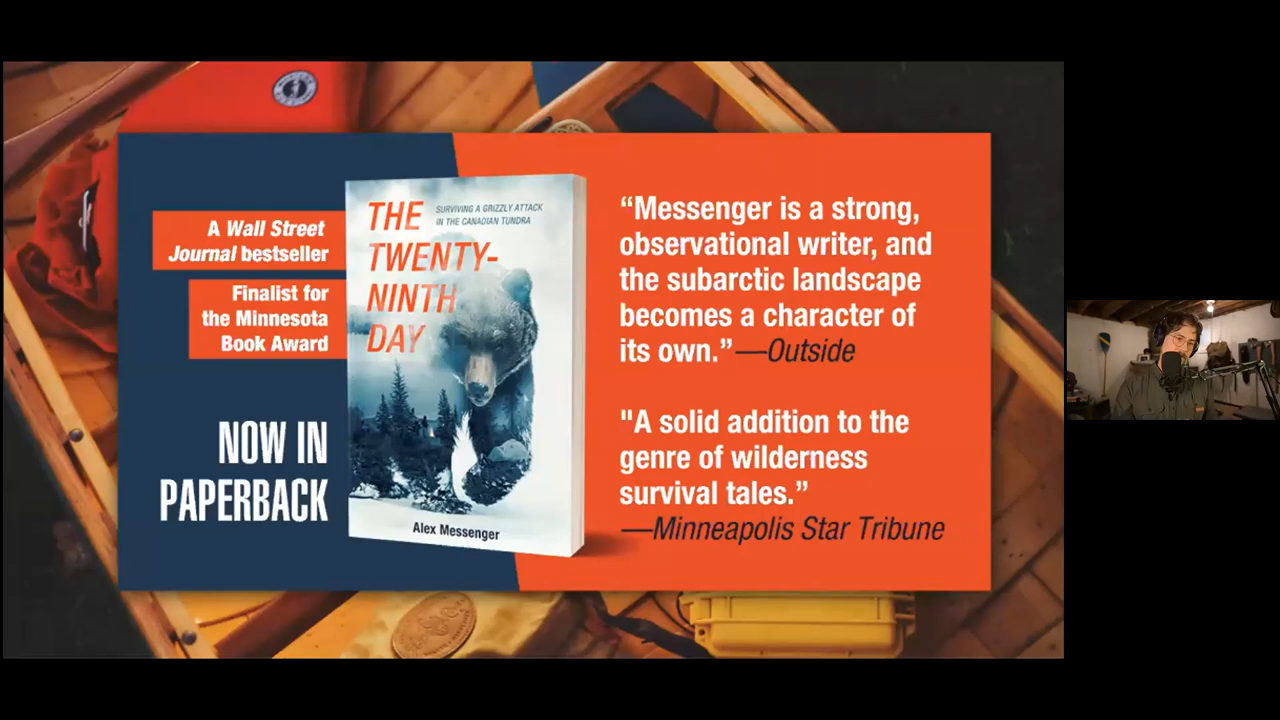 A Wall Street
Journal bestseller
Finalist for
the Minnesota
Book Award
NOW IN
PAPERBACK
THE
TWENTY-
NINTH
DAY
SURVIVING A GRIZZLY ATTACK
IN THE CANADIAN TUNDRA
Alex Messenger
“Messenger is a strong,
observational writer, and
the subarctic landscape
becomes a character of
its own.”—Outside
"A solid addition to the
genre of wilderness
survival tales.”
—Minneapolis Star Tribune